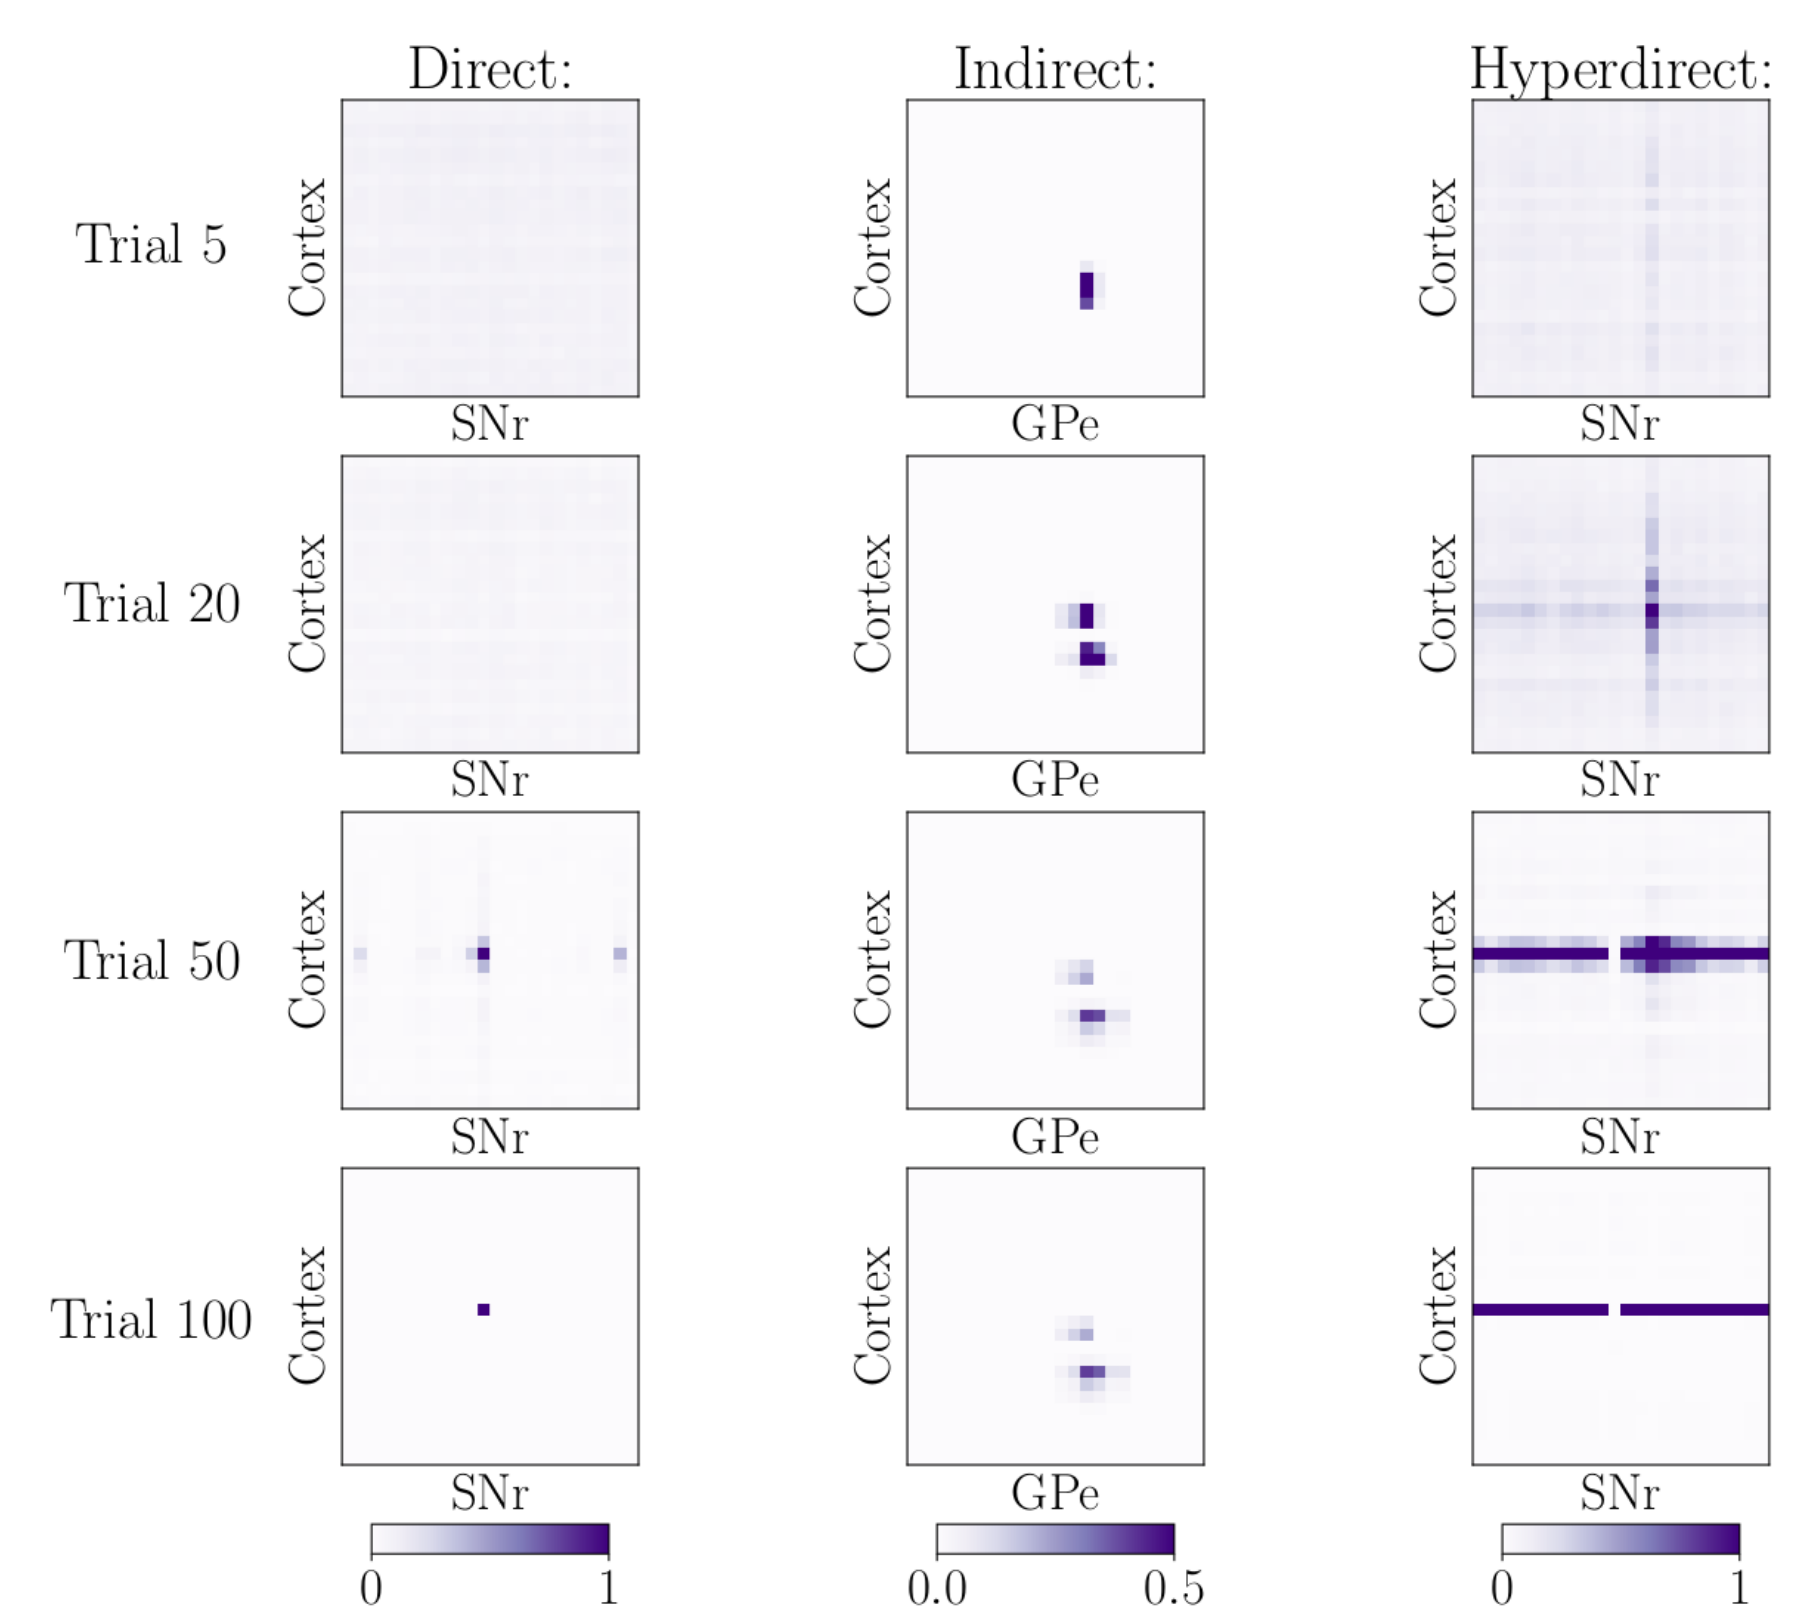 Direct: Indirect: Hyperdirect:
Trial 5 Cortex Cortex Cortex
SNr GPe SNr
Trial 20 Cortex Cortex Cortex
SNr GPe SNr
Trial 50 Cortex Cortex Cortex
SNr GPe SNr
Trial 100 Cortex Cortex Cortex
SNr GPe SNr
0 1 0.0 0.5 0 1